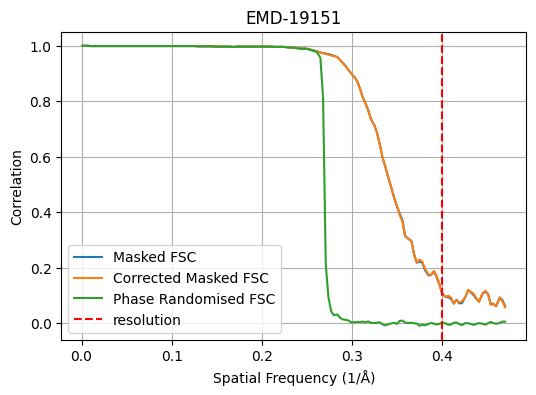 EMD-19151
1.0
0.8
0.6
0.4
0.2
0.0
Correlation
Masked FSC
Corrected Masked FSC
Phase Randomised FSC
resolution
0.0
0.1
0.2
0.3
0.4
Spatial Frequency (1/Å)